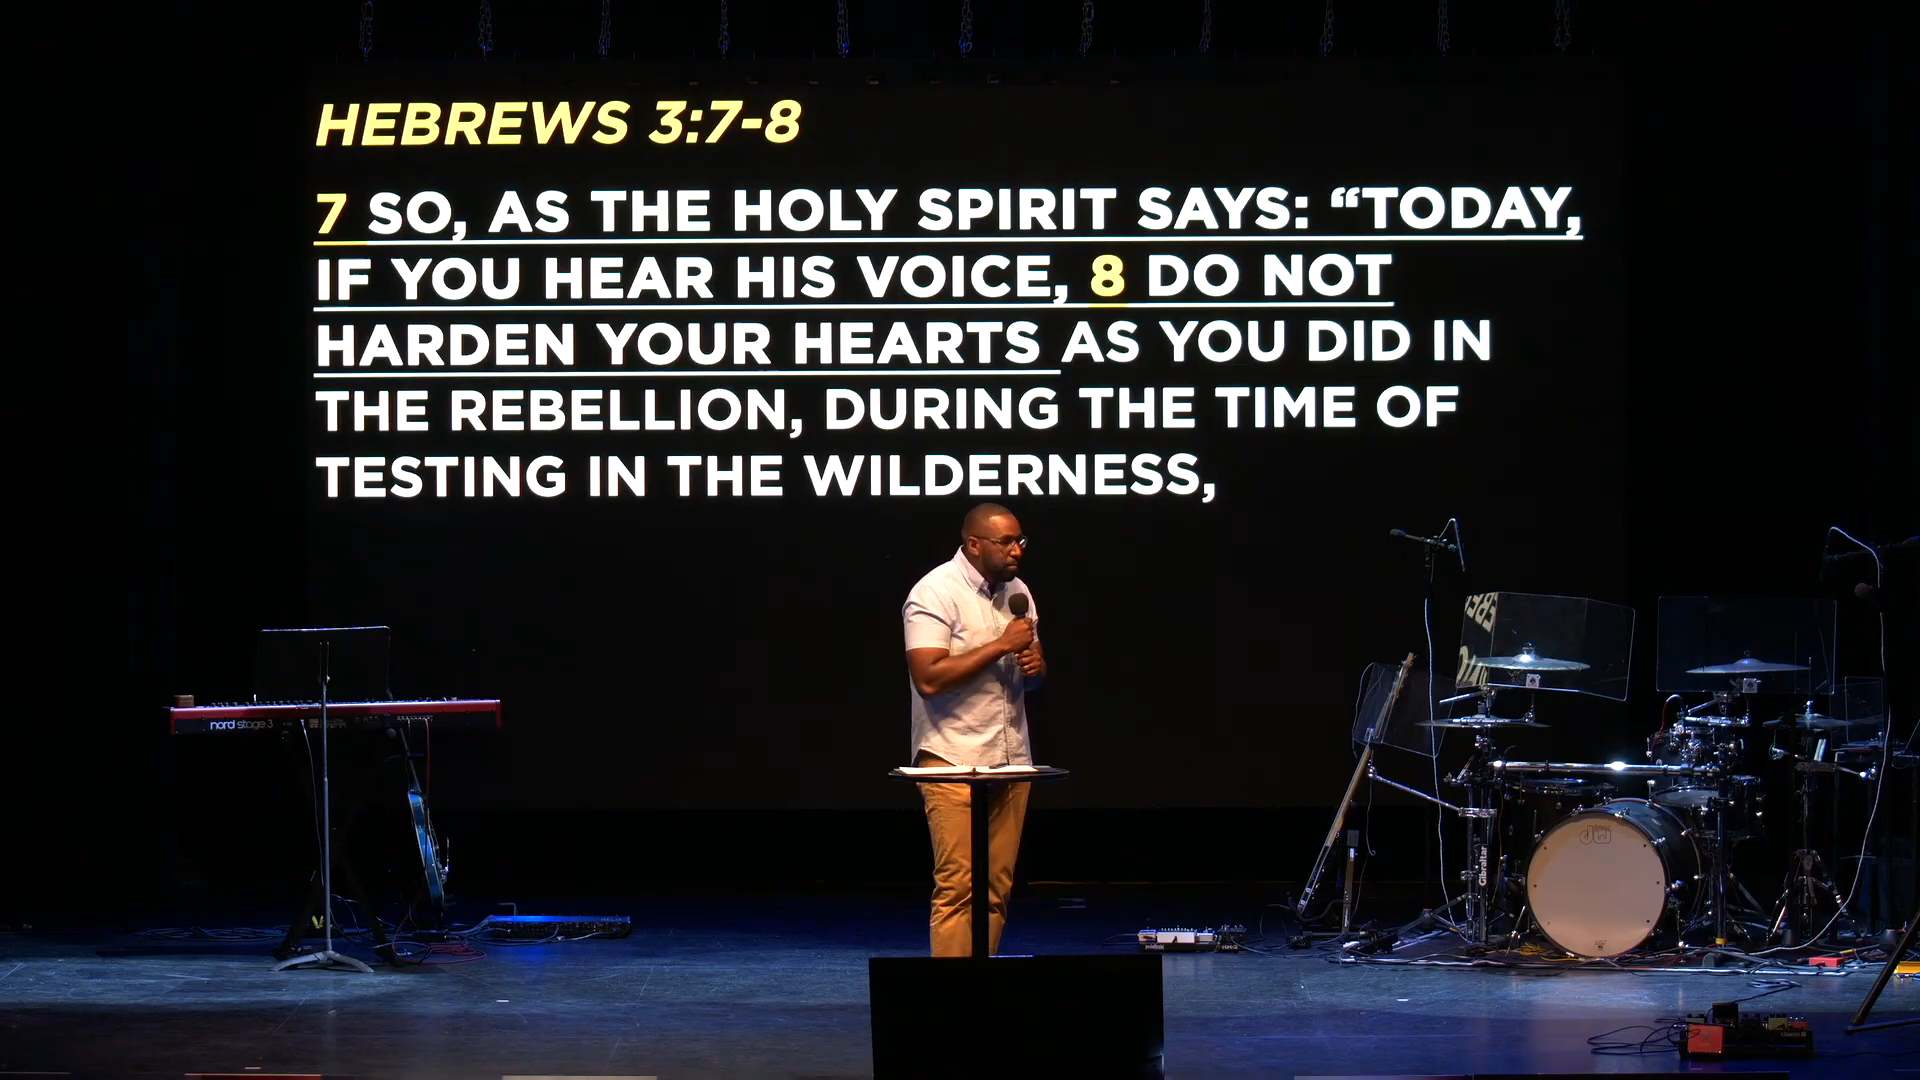 HEBREWS 3:7-8
7 SO, AS THE HOLY SPIRIT SAYS: “TODAY,
IF YOU HEAR HIS VOICE, 8 DO NOT
HARDEN YOUR HEARTS AS YOU DID IN
THE REBELLION, DURING THE TIME OF
TESTING IN THE WILDERNESS,
nord stage 3
Gibraltar